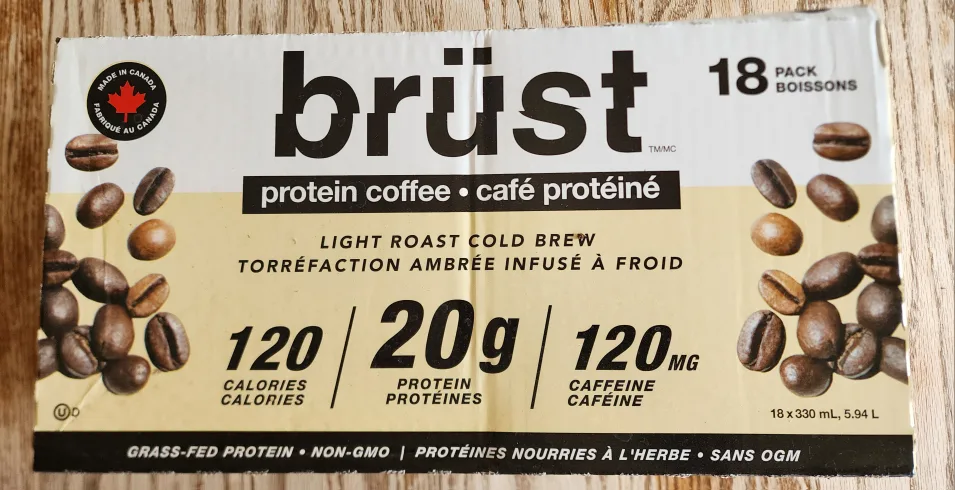 MADE IN CANADA
FABRIQUÉ AU CANADA
brüst
TM/MC
18 PACK
BOISSONS
protein coffee • café protéiné
LIGHT ROAST COLD BREW
TORRÉFACTION AMBRÉE INFUSÉ À FROID
120
CALORIES
CALORIES
20g
PROTEIN
PROTÉINES
120MG
CAFFEINE
CAFÉINE
U D
18 x 330 mL, 5.94 L
GRASS-FED PROTEIN • NON-GMO | PROTÉINES NOURRIES À L'HERBE • SANS OGM